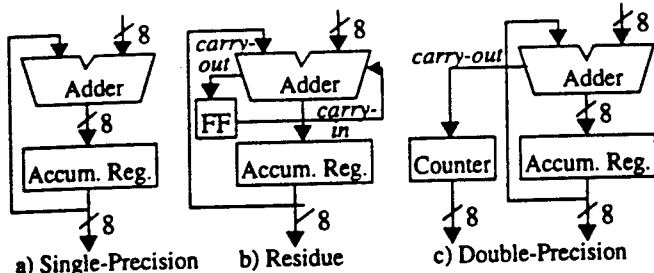 8
Adder
8
Accum. Reg.
8
a) Single-Precision
carry-
out
8
Adder
FF
carry-
in
Accum. Reg.
8
b) Residue
carry-out
8
Adder
8
Counter
Accum. Reg.
8
8
c) Double-Precision